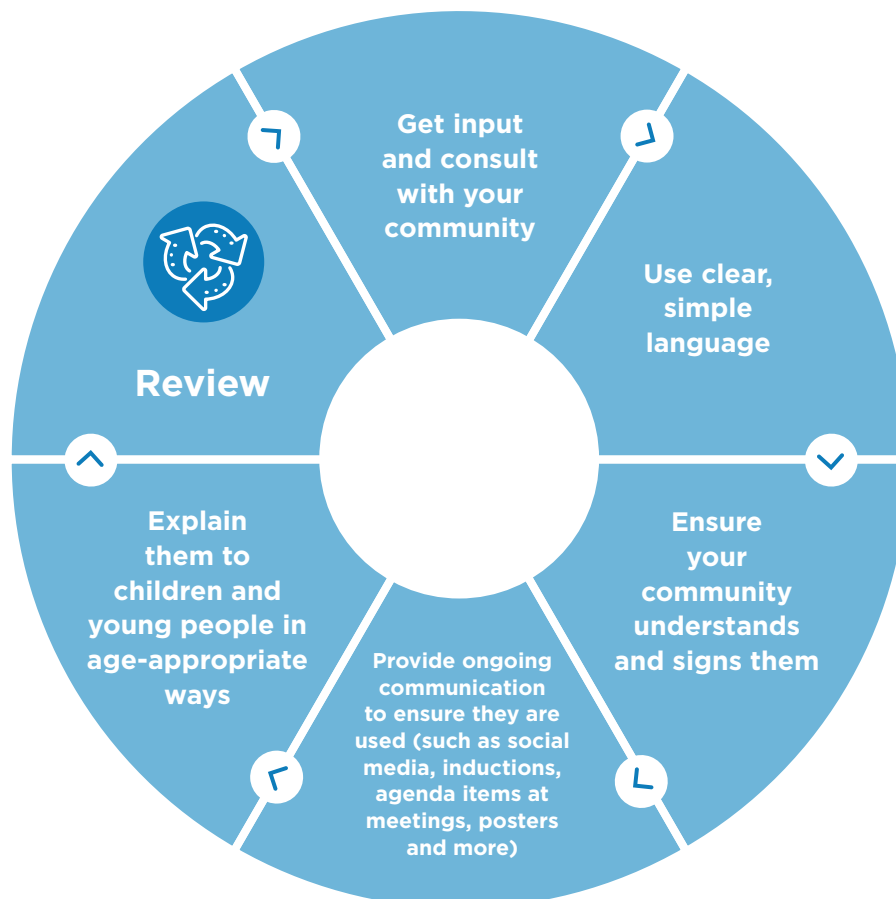 Get input
and consult
with your
community
Use clear,
simple
language
Ensure
your
community
understands
and signs them
Provide ongoing
communication
to ensure they are
used (such as social
media, inductions,
agenda items at
meetings, posters
and more)
Explain
them to
children and
young people in
age-appropriate
ways
Review